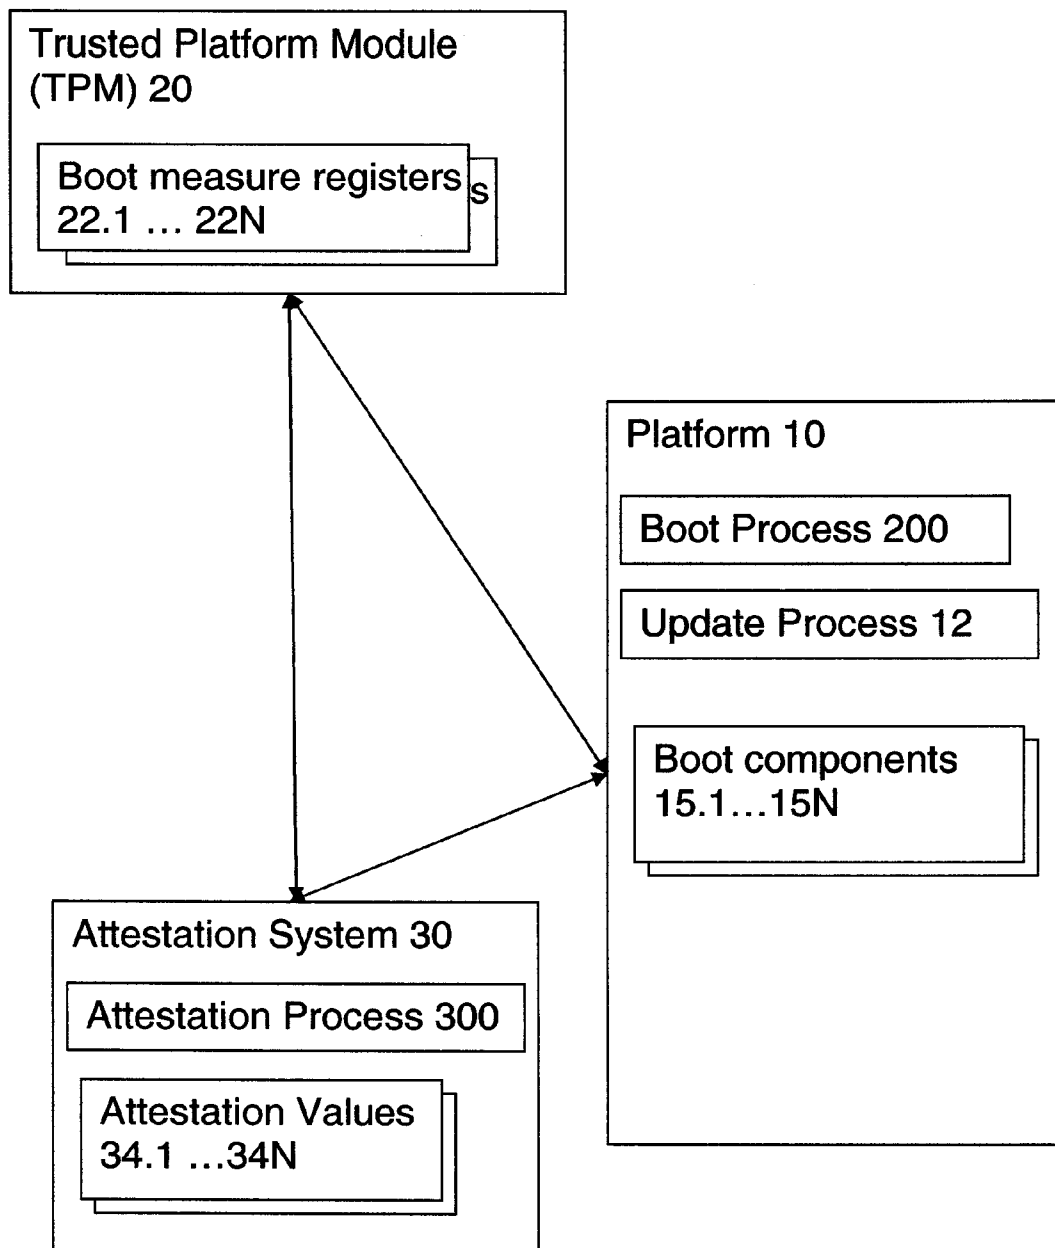 Trusted Platform Module
(TPM) 20
Boot measure registers
s
22.1 ... 22N
Platform 10
Boot Process 200
Update Process 12
Boot components
15.1...15N
Attestation System 30
Attestation Process 300
Attestation Values
34.1 ...34N